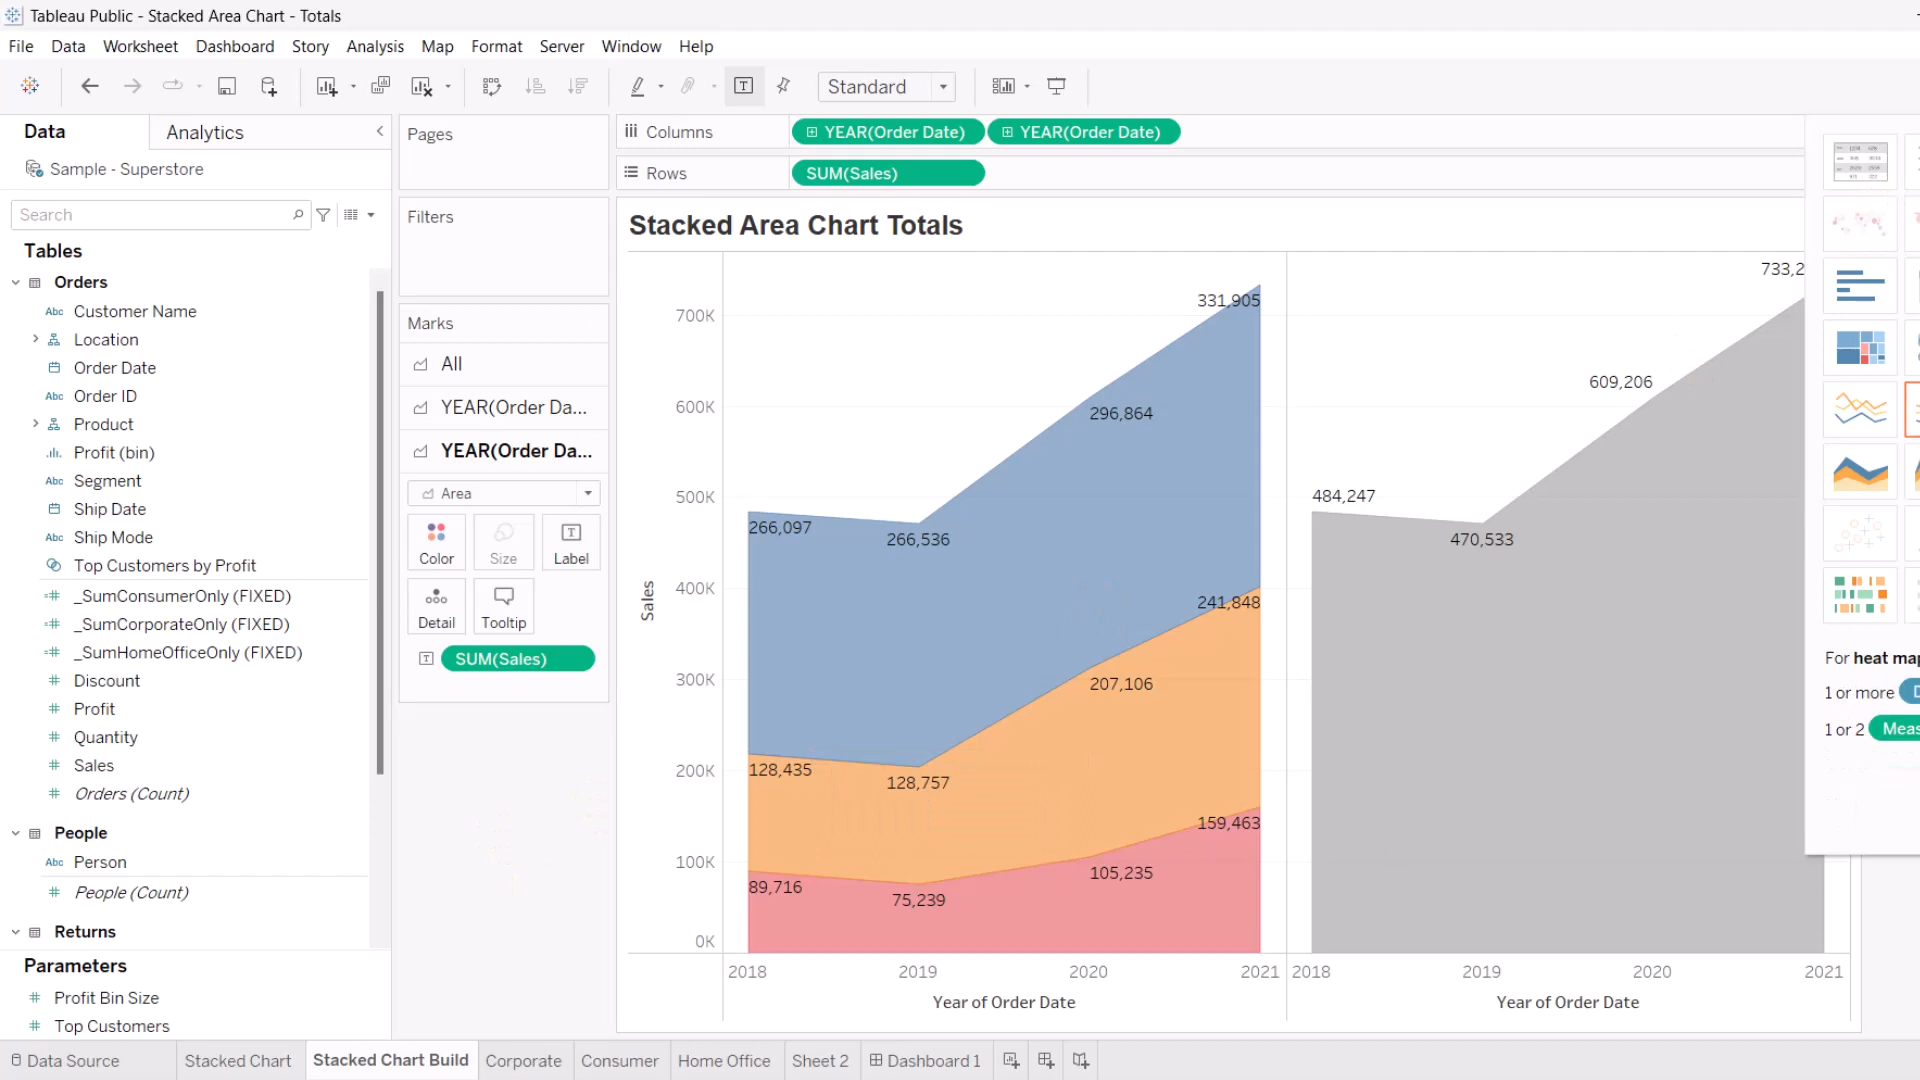 Tableau Public - Stacked Area Chart - Totals
File Data Worksheet Dashboard Story Analysis Map Format Server Window Help
Standard
Data Analytics
Sample - Superstore
Search
Tables
Orders
Abc Customer Name
Location
Order Date
Abc Order ID
Product
Profit (bin)
Abc Segment
Ship Date
Abc Ship Mode
Top Customers by Profit
_SumConsumerOnly (FIXED)
_SumCorporateOnly (FIXED)
_SumHomeOfficeOnly (FIXED)
Discount
Profit
Quantity
Sales
Orders (Count)
People
Abc Person
People (Count)
Returns
Parameters
Profit Bin Size
Top Customers
Pages
Filters
Marks
All
YEAR(Order Da...
YEAR(Order Da...
Area
Color Size Label
Detail Tooltip
SUM(Sales)
Columns YEAR(Order Date) YEAR(Order Date)
Rows SUM(Sales)
Stacked Area Chart Totals
Sales
700K
600K
500K
400K
300K
200K
100K
0K
331,905
296,864
266,097
266,536
241,848
207,106
128,435
128,757
159,463
105,235
89,716
75,239
733,2
609,206
484,247
470,533
2018 2019 2020 2021 2018 2019 2020 2021
Year of Order Date Year of Order Date
For heat map
1 or more D
1 or 2 Meas
Data Source Stacked Chart Stacked Chart Build Corporate Consumer Home Office Sheet 2 Dashboard 1